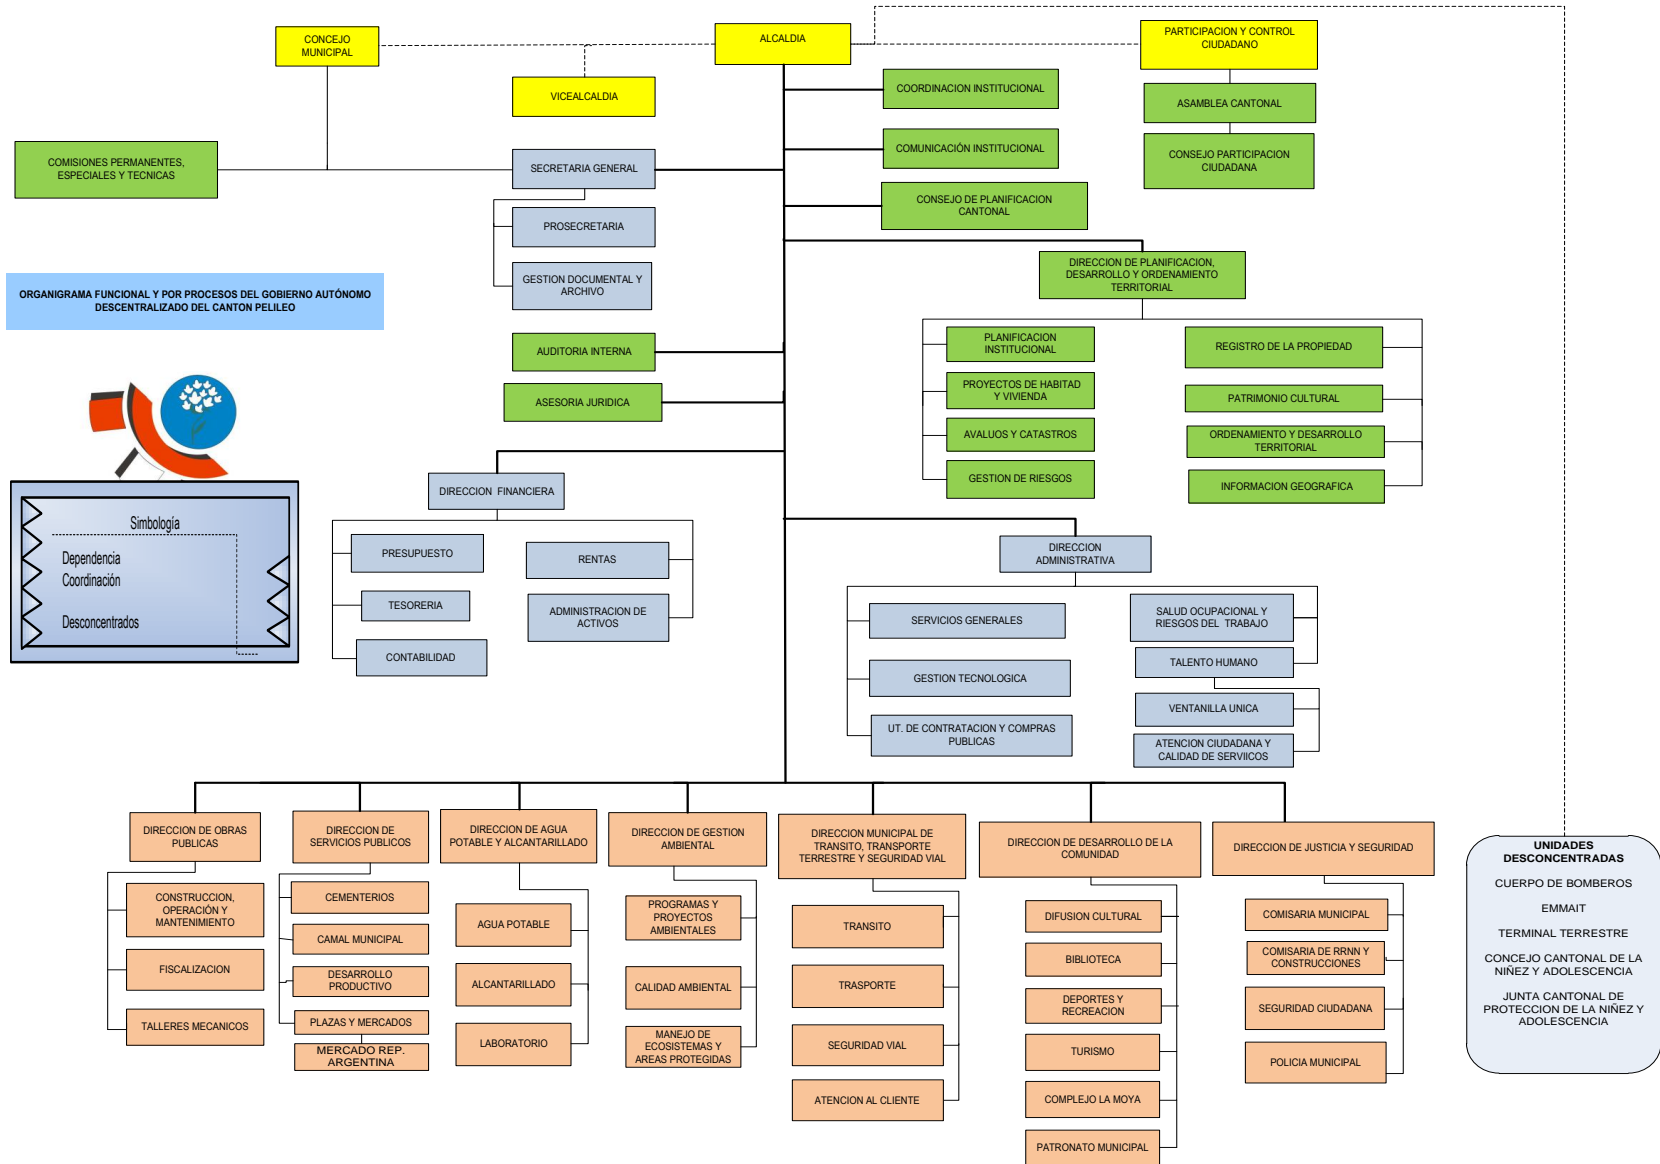 CONCEJO
MUNICIPAL
ALCALDIA
PARTICIPACION Y CONTROL
CIUDADANO
VICEALCALDIA
COORDINACION INSTITUCIONAL
ASAMBLEA CANTONAL
COMUNICACIÓN INSTITUCIONAL
CONSEJO PARTICIPACION
CIUDADANA
COMISIONES PERMANENTES,
ESPECIALES Y TECNICAS
SECRETARIA GENERAL
CONSEJO DE PLANIFICACION
CANTONAL
PROSECRETARIA
GESTION DOCUMENTAL Y
ARCHIVO
DIRECCION DE PLANIFICACION,
DESARROLLO Y ORDENAMIENTO
TERRITORIAL
ORGANIGRAMA FUNCIONAL Y POR PROCESOS DEL GOBIERNO AUTÓNOMO
DESCENTRALIZADO DEL CANTON PELILEO
AUDITORIA INTERNA
ASESORIA JURIDICA
PLANIFICACION
INSTITUCIONAL
REGISTRO DE LA PROPIEDAD
PROYECTOS DE HABITAD
Y VIVIENDA
PATRIMONIO CULTURAL
AVALUOS Y CATASTROS
ORDENAMIENTO Y DESARROLLO
TERRITORIAL
GESTION DE RIESGOS
INFORMACION GEOGRAFICA
Simbología
Dependencia
Coordinación
Desconcentrados
DIRECCION FINANCIERA
PRESUPUESTO
RENTAS
TESORERIA
ADMINISTRACION DE
ACTIVOS
CONTABILIDAD
DIRECCION
ADMINISTRATIVA
SERVICIOS GENERALES
SALUD OCUPACIONAL Y
RIESGOS DEL TRABAJO
GESTION TECNOLOGICA
TALENTO HUMANO
VENTANILLA UNICA
UT. DE CONTRATACION Y COMPRAS
PUBLICAS
ATENCION CIUDADANA Y
CALIDAD DE SERVIICOS
DIRECCION DE OBRAS
PUBLICAS
CONSTRUCCION,
OPERACIÓN Y
MANTENIMIENTO
FISCALIZACION
TALLERES MECANICOS
DIRECCION DE
SERVICIOS PUBLICOS
CEMENTERIOS
CAMAL MUNICIPAL
DESARROLLO
PRODUCTIVO
PLAZAS Y MERCADOS
MERCADO REP.
ARGENTINA
DIRECCION DE AGUA
POTABLE Y ALCANTARILLADO
AGUA POTABLE
ALCANTARILLADO
LABORATORIO
DIRECCION DE GESTION
AMBIENTAL
PROGRAMAS Y
PROYECTOS
AMBIENTALES
CALIDAD AMBIENTAL
MANEJO DE
ECOSISTEMAS Y
AREAS PROTEGIDAS
DIRECCION MUNICIPAL DE
TRANSITO, TRANSPORTE
TERRESTRE Y SEGURIDAD VIAL
TRANSITO
TRASPORTE
SEGURIDAD VIAL
ATENCION AL CLIENTE
DIRECCION DE DESARROLLO DE LA
COMUNIDAD
DIFUSION CULTURAL
BIBLIOTECA
DEPORTES Y
RECREACION
TURISMO
COMPLEJO LA MOYA
PATRONATO MUNICIPAL
DIRECCION DE JUSTICIA Y SEGURIDAD
COMISARIA MUNICIPAL
COMISARIA DE RRNN Y
CONSTRUCCIONES
SEGURIDAD CIUDADANA
POLICIA MUNICIPAL
UNIDADES
DESCONCENTRADAS
CUERPO DE BOMBEROS
EMMAIT
TERMINAL TERRESTRE
CONCEJO CANTONAL DE LA
NIÑEZ Y ADOLESCENCIA
JUNTA CANTONAL DE
PROTECCION DE LA NIÑEZ Y
ADOLESCENCIA